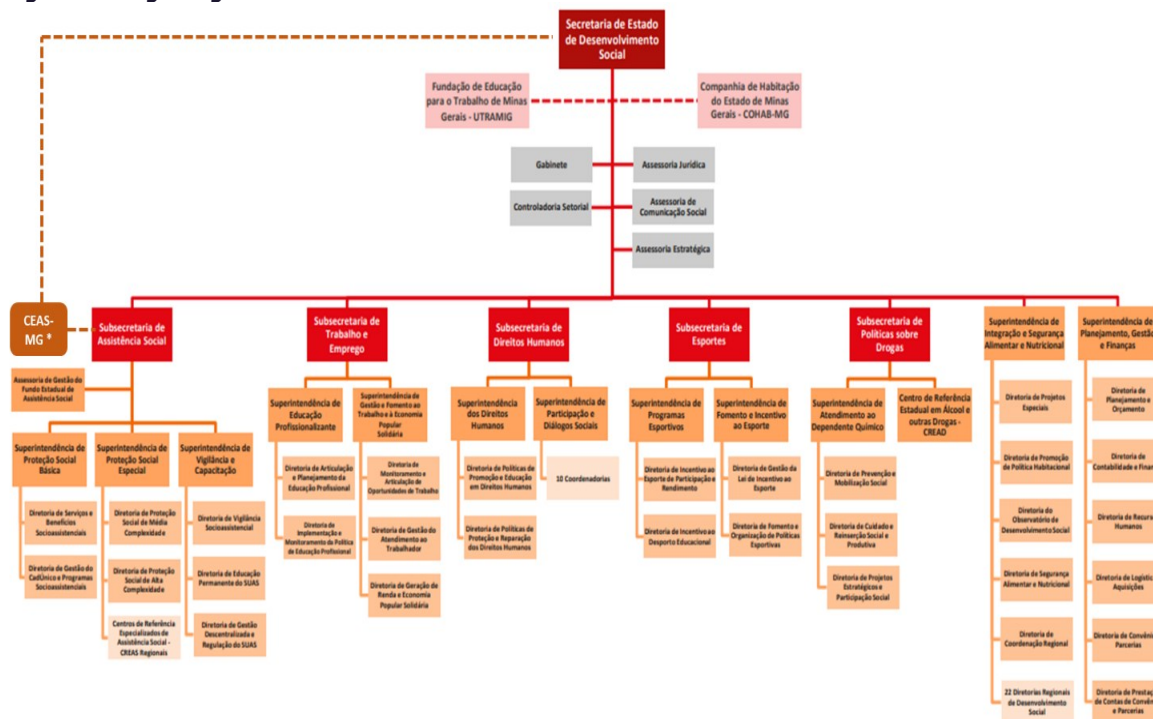 Secretaria de Estado
de Desenvolvimento
Social
Fundação de Educação
para o Trabalho de Minas
Gerais - UTRAMIG
Companhia de Habitação
do Estado de Minas
Gerais - COHAB-MG
Gabinete
Assessoria Jurídica
Controladoria Setorial
Assessoria de
Comunicação Social
Assessoria Estratégica
CEAS-
MG *
Subsecretaria de
Assistência Social
Assessoria de Gestão do
Fundo Estadual de
Assistência Social
Superintendência de
Proteção Social
Básica
Diretoria de Serviços e
Benefícios
Socioassistenciais
Diretoria de Gestão do
CadÚnico e Programas
Socioassistenciais
Superintendência de
Proteção Social
Especial
Diretoria de Proteção
Social de Média
Complexidade
Diretoria de Proteção
Social de Alta
Complexidade
Centros de Referência
Especializados de
Assistência Social -
CREAS Regionais
Superintendência
de Vigilância e
Capacitação
Diretoria de Vigilância
Socioassistencial
Diretoria de Educação
Permanente do SUAS
Diretoria de Gestão
Descentralizada e
Regulação do SUAS
Subsecretaria de
Trabalho e
Emprego
Superintendência
de Educação
Profissionalizante
Diretoria de Articulação
e Planejamento da
Educação Profissional
Diretoria de
Implementação e
Monitoramento da Política
de Educação Profissional
Superintendência de
Gestão e Fomento ao
Trabalho e à Economia
Popular
Solidária
Diretoria de
Monitoramento e
Articulação de
Oportunidades de Trabalho
Diretoria de Gestão do
Atendimento ao
Trabalhador
Diretoria de Geração de
Renda e Economia
Popular Solidária
Subsecretaria de
Direitos Humanos
Superintendência
dos Direitos
Humanos
Diretoria de Políticas de
Promoção e Educação
em Direitos Humanos
Diretoria de Políticas de
Proteção e Reparação
dos Direitos Humanos
Superintendência
de Participação e
Diálogos Sociais
10 Coordenadorias
Subsecretaria de
Esportes
Superintendência
de Programas
Esportivos
Diretoria de Incentivo ao
Esporte de Participação e
Rendimento
Diretoria de Incentivo ao
Desporto Educacional
Superintendência de
Fomento e Incentivo
ao Esporte
Diretoria de Gestão da
Lei de Incentivo ao
Esporte
Diretoria de Fomento e
Organização de Políticas
Esportivas
Subsecretaria de
Políticas sobre
Drogas
Superintendência de
Atendimento ao
Dependente Químico
Diretoria de Prevenção e
Mobilização Social
Diretoria de Cuidado e
Reinserção Social e
Produtiva
Diretoria de Projetos
Estratégicos e
Participação Social
Centro de Referência
Estadual em Álcool e
outras Drogas -
CREAD
Superintendência de
Integração e Segurança
Alimentar e Nutricional
Diretoria de Projetos
Especiais
Diretoria de Promoção
de Política Habitacional
Diretoria do
Observatório de
Desenvolvimento Social
Diretoria de Segurança
Alimentar e Nutricional
Diretoria de
Coordenação Regional
22 Diretorias Regionais
de Desenvolvimento
Social
Superintendência de
Planejamento, Gestão
e Finanças
Diretoria de
Planejamento e
Orçamento
Diretoria de
Contabilidade e
Diretoria de
Humanos
Diretoria de
Aquisições
Diretoria de
Parcerias
Diretoria de
de Contas de
e Parcerias